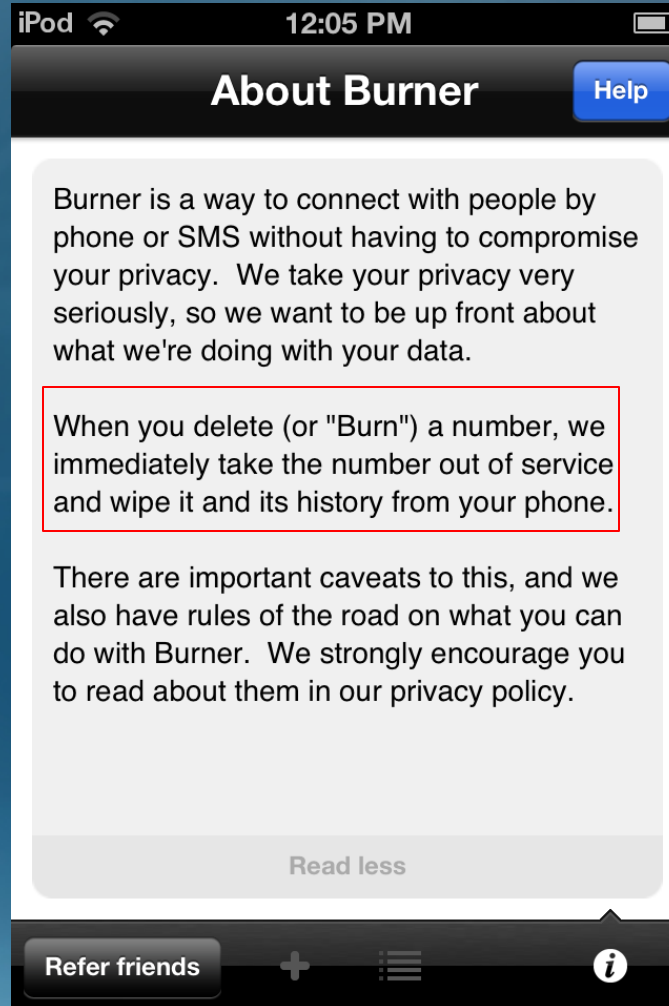 iPod 12:05 PM
About Burner Help
Burner is a way to connect with people by
phone or SMS without having to compromise
your privacy.  We take your privacy very
seriously, so we want to be up front about
what we're doing with your data.
When you delete (or "Burn") a number, we
immediately take the number out of service
and wipe it and its history from your phone.
There are important caveats to this, and we
also have rules of the road on what you can
do with Burner.  We strongly encourage you
to read about them in our privacy policy.
Read less
Refer friends